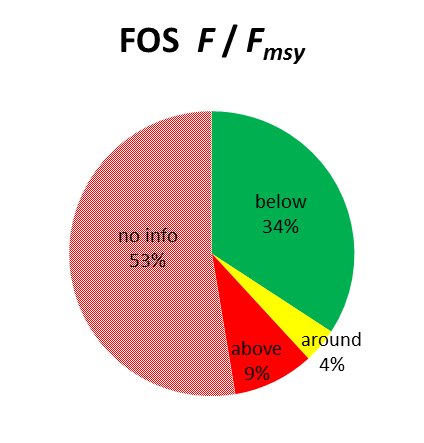 FOS F / Fmsy
below
34%
no info
53%
around
4%
above
9%